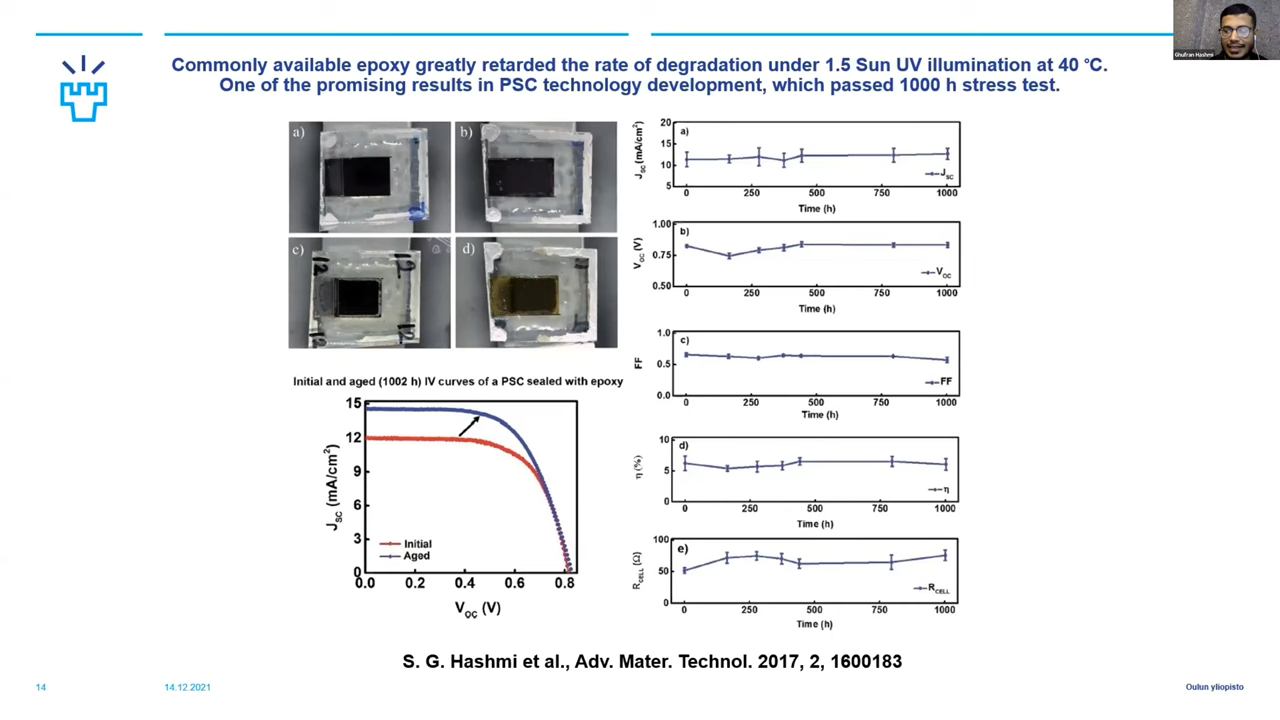 Ghufran Hashmi
Commonly available epoxy greatly retarded the rate of degradation under 1.5 Sun UV illumination at 40 °C.
One of the promising results in PSC technology development, which passed 1000 h stress test.
a)
b)
c)
12
12
12
12
d)
Initial and aged (1002 h) IV curves of a PSC sealed with epoxy
15
12
9
6
3
0
J_SC (mA/cm²)
Initial
Aged
0.0 0.2 0.4 0.6 0.8
V_OC (V)
a)
J_SC (mA/cm²)
20
15
10
5
J_SC
0 250 500 750 1000
Time (h)
b)
V_OC (V)
1.00
0.75
0.50
V_OC
0 250 500 750 1000
Time (h)
c)
FF
1.0
0.5
0.0
FF
0 250 500 750 1000
Time (h)
d)
η (%)
10
5
0
η
0 250 500 750 1000
Time (h)
e)
R_CELL (Ω)
100
50
0
R_CELL
0 250 500 750 1000
Time (h)
S. G. Hashmi et al., Adv. Mater. Technol. 2017, 2, 1600183
14
14.12.2021
Oulun yliopisto